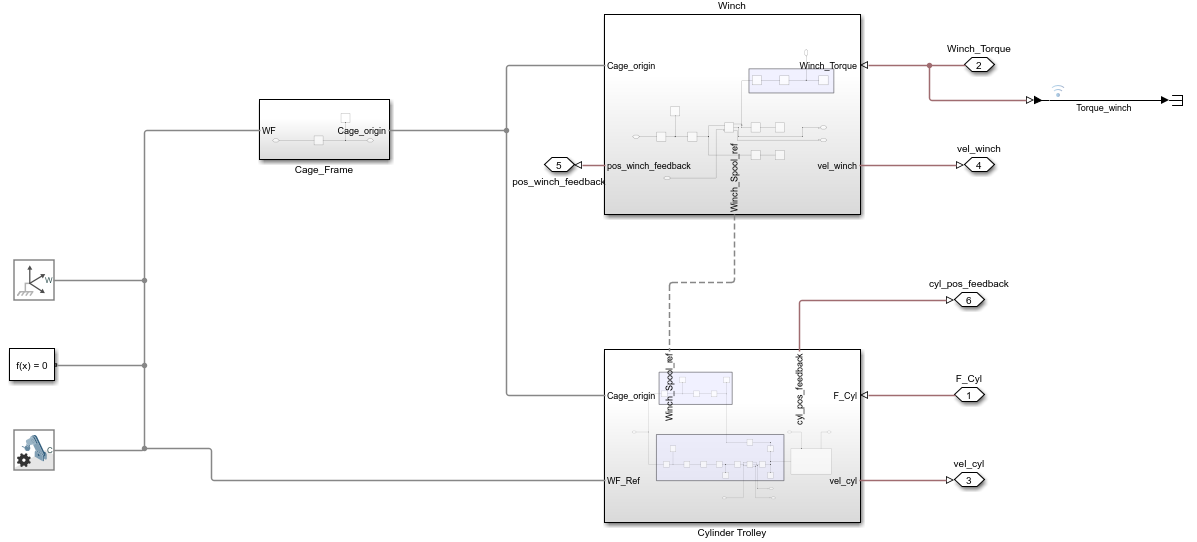 Winch
Cage_origin
Winch_Torque
Winch_Torque
2
Torque_winch
WF
Cage_origin
Cage_Frame
5
pos_winch_feedback
pos_winch_feedback
Winch_Spool_ref
vel_winch
vel_winch
4
W
cyl_pos_feedback
6
f(x) = 0
Winch_Spool_ref
cyl_pos_feedback
Cage_origin
F_Cyl
F_Cyl
1
C
WF_Ref
vel_cyl
vel_cyl
3
Cylinder Trolley